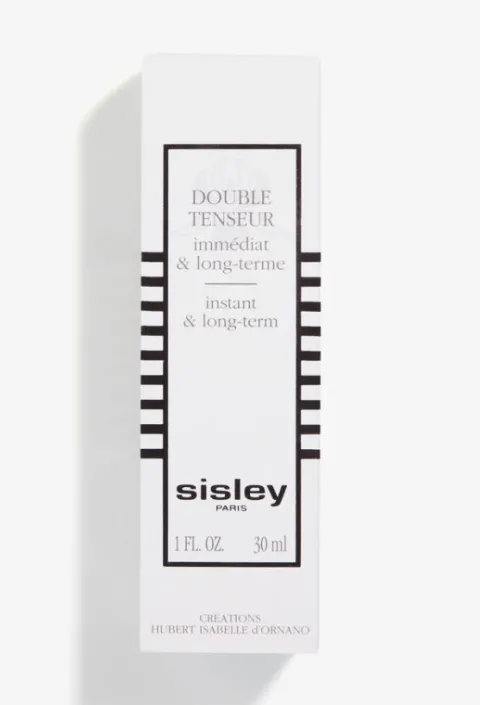 DOUBLE
TENSEUR
immédiat
& long-terme
instant
& long-term
sisley
PARIS
1 FL. OZ. 30 ml
CREATIONS
HUBERT ISABELLE d'ORNANO